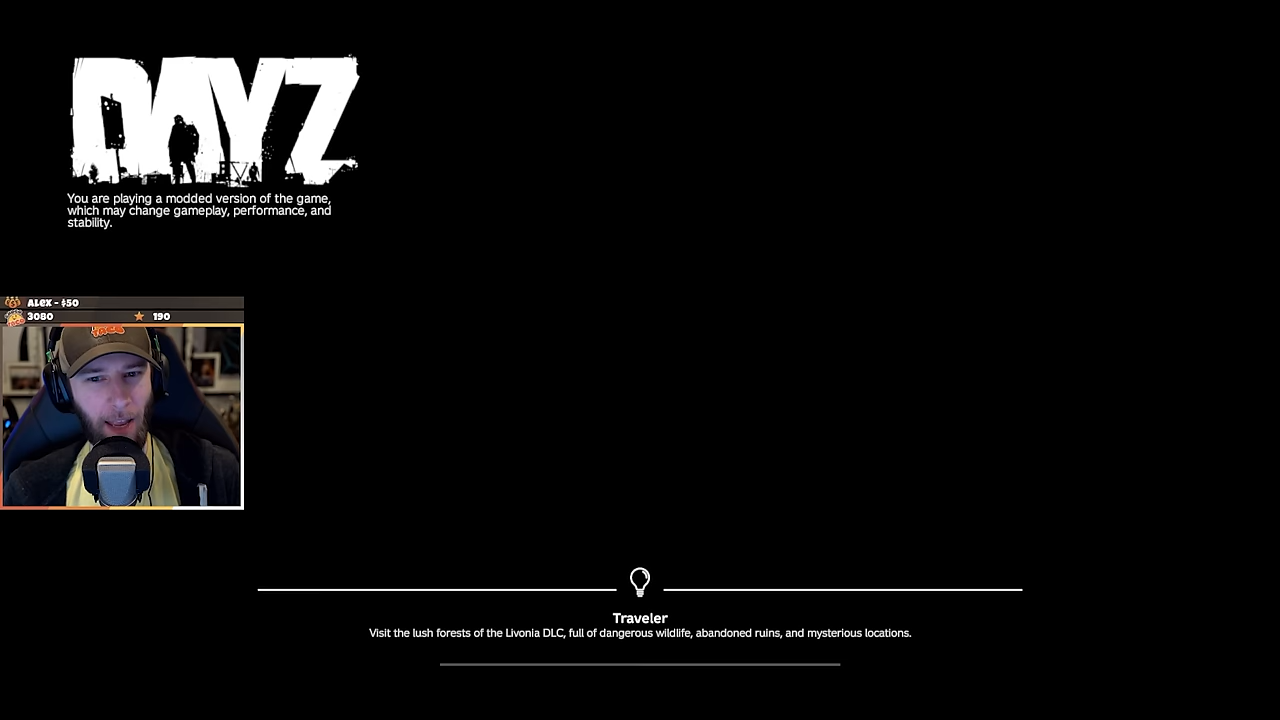 DAYZ
You are playing a modded version of the game,
which may change gameplay, performance, and
stability.
Alex - $50
3080 190
Traveler
Visit the lush forests of the Livonia DLC, full of dangerous wildlife, abandoned ruins, and mysterious locations.